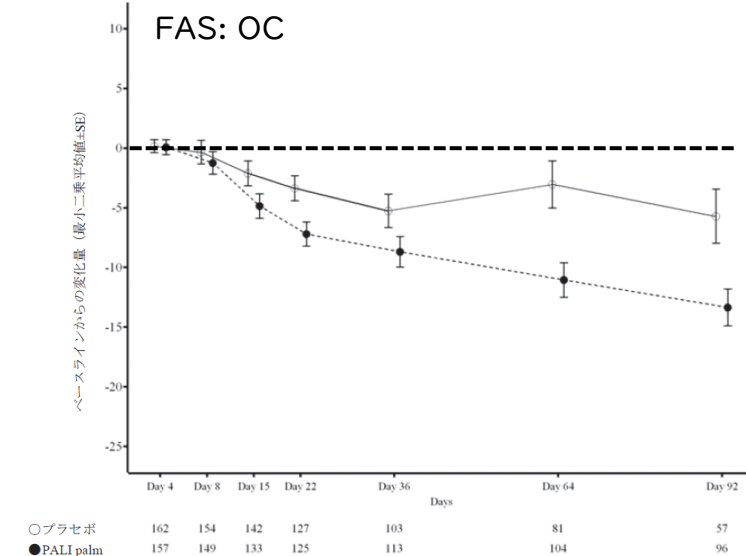 FAS: OC
10
5
0
-5
-10
-15
-20
-25
ベースラインからの変化量（最小二乗平均値±SE）
Day 4 Day 8 Day 15 Day 22 Day 36 Day 64 Day 92
Days
○プラセボ 162 154 142 127 103 81 57
●PALI palm 157 149 133 125 113 104 96